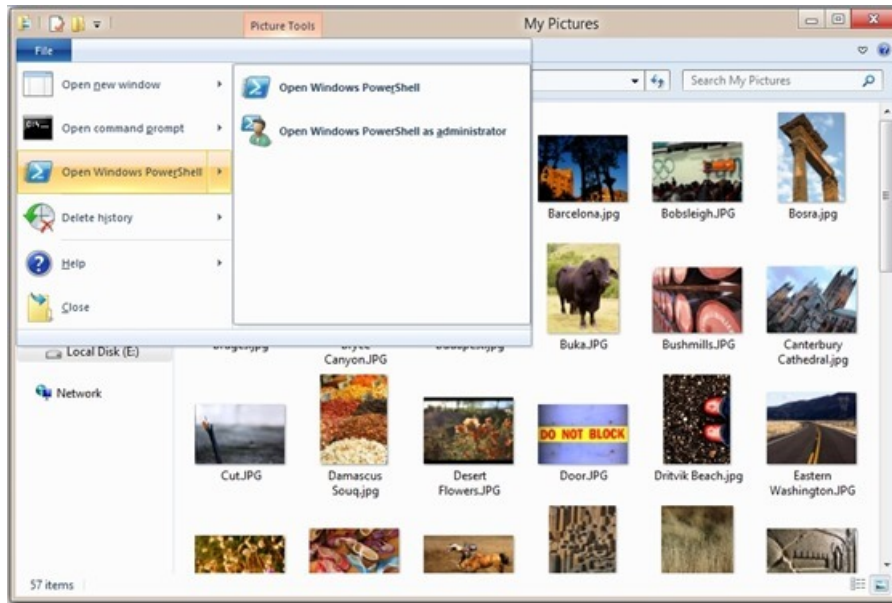 Picture Tools
My Pictures
File
Search My Pictures
Open new window
Open command prompt
Open Windows PowerShell
Delete history
Help
Close
Open Windows PowerShell
Open Windows PowerShell as administrator
Barcelona.jpg
Bobsleigh.JPG
Bosra.jpg
Local Disk (E:)
Network
Canyon.JPG
Buka.JPG
Bushmills.JPG
Canterbury
Cathedral.jpg
Cut.JPG
Damascus
Souq.jpg
Desert
Flowers.JPG
DO NOT BLOCK
Door.JPG
Dritvik Beach.jpg
Eastern
Washington.JPG
57 items